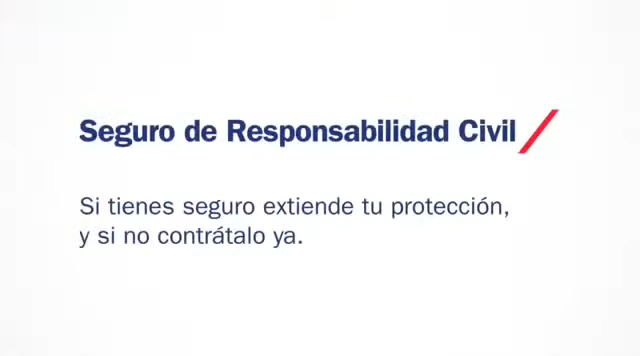 Seguro de Responsabilidad Civil
Si tienes seguro extiende tu protección,
y si no contrátalo ya.